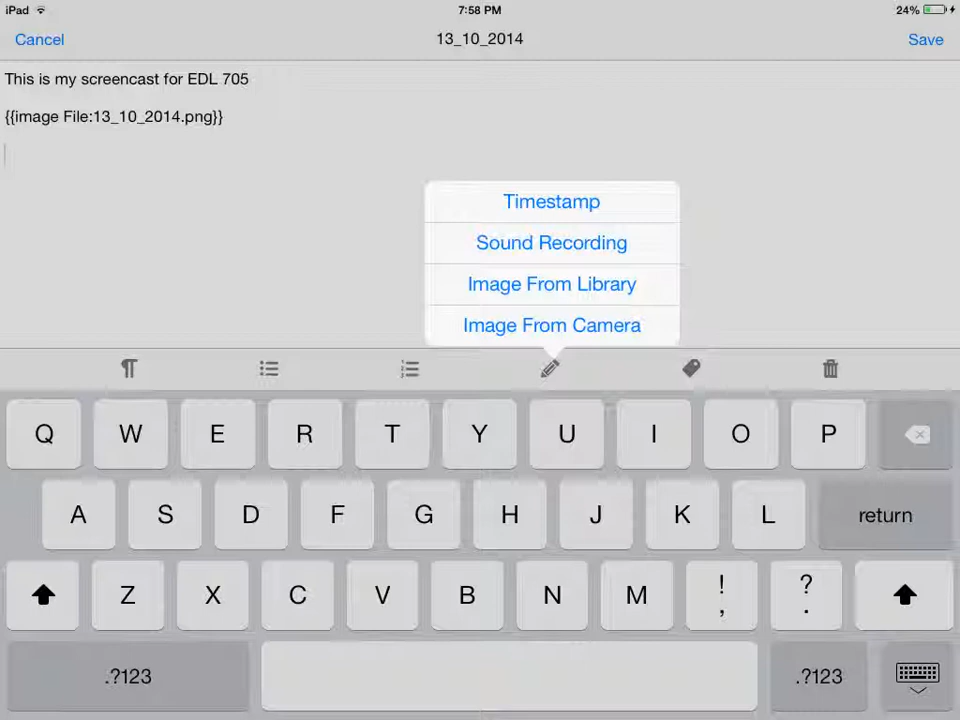 iPad 7:58 PM 24%
Cancel 13_10_2014 Save
This is my screencast for EDL 705
{{image File:13_10_2014.png}}
Timestamp
Sound Recording
Image From Library
Image From Camera
Q W E R T Y U I O P
A S D F G H J K L return
Z X C V B N M ! , ? .
.?123 .?123